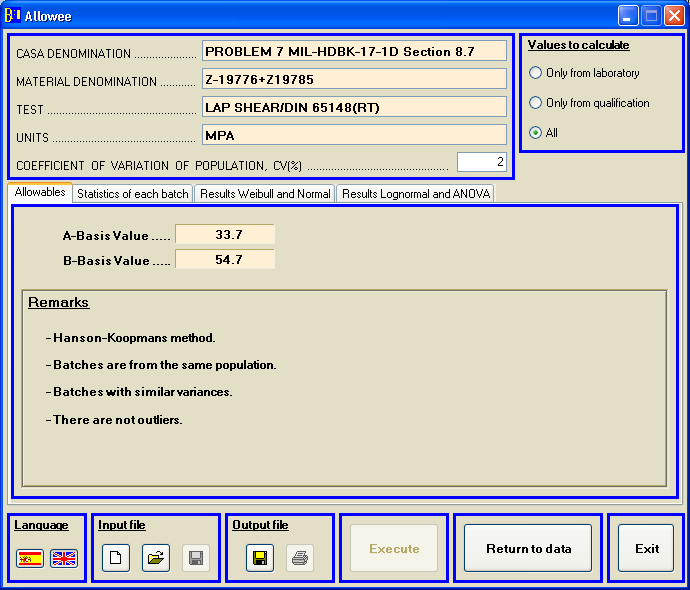 Allowee
CASA DENOMINATION ..................... PROBLEM 7 MIL-HDBK-17-1D Section 8.7
MATERIAL DENOMINATION ............ Z-19776+Z19785
TEST .................................................. LAP SHEAR/DIN 65148(RT)
UNITS ................................................ MPA
COEFFICIENT OF VARIATION OF POPULATION, CV(%) ............................................... 2
Values to calculate
Only from laboratory
Only from qualification
All
Allowables Statistics of each batch Results Weibull and Normal Results Lognormal and ANOVA
A-Basis Value ..... 33.7
B-Basis Value ..... 54.7
Remarks
- Hanson-Koopmans method.
- Batches are from the same population.
- Batches with similar variances.
- There are not outliers.
Language Input file Output file
Execute Return to data Exit